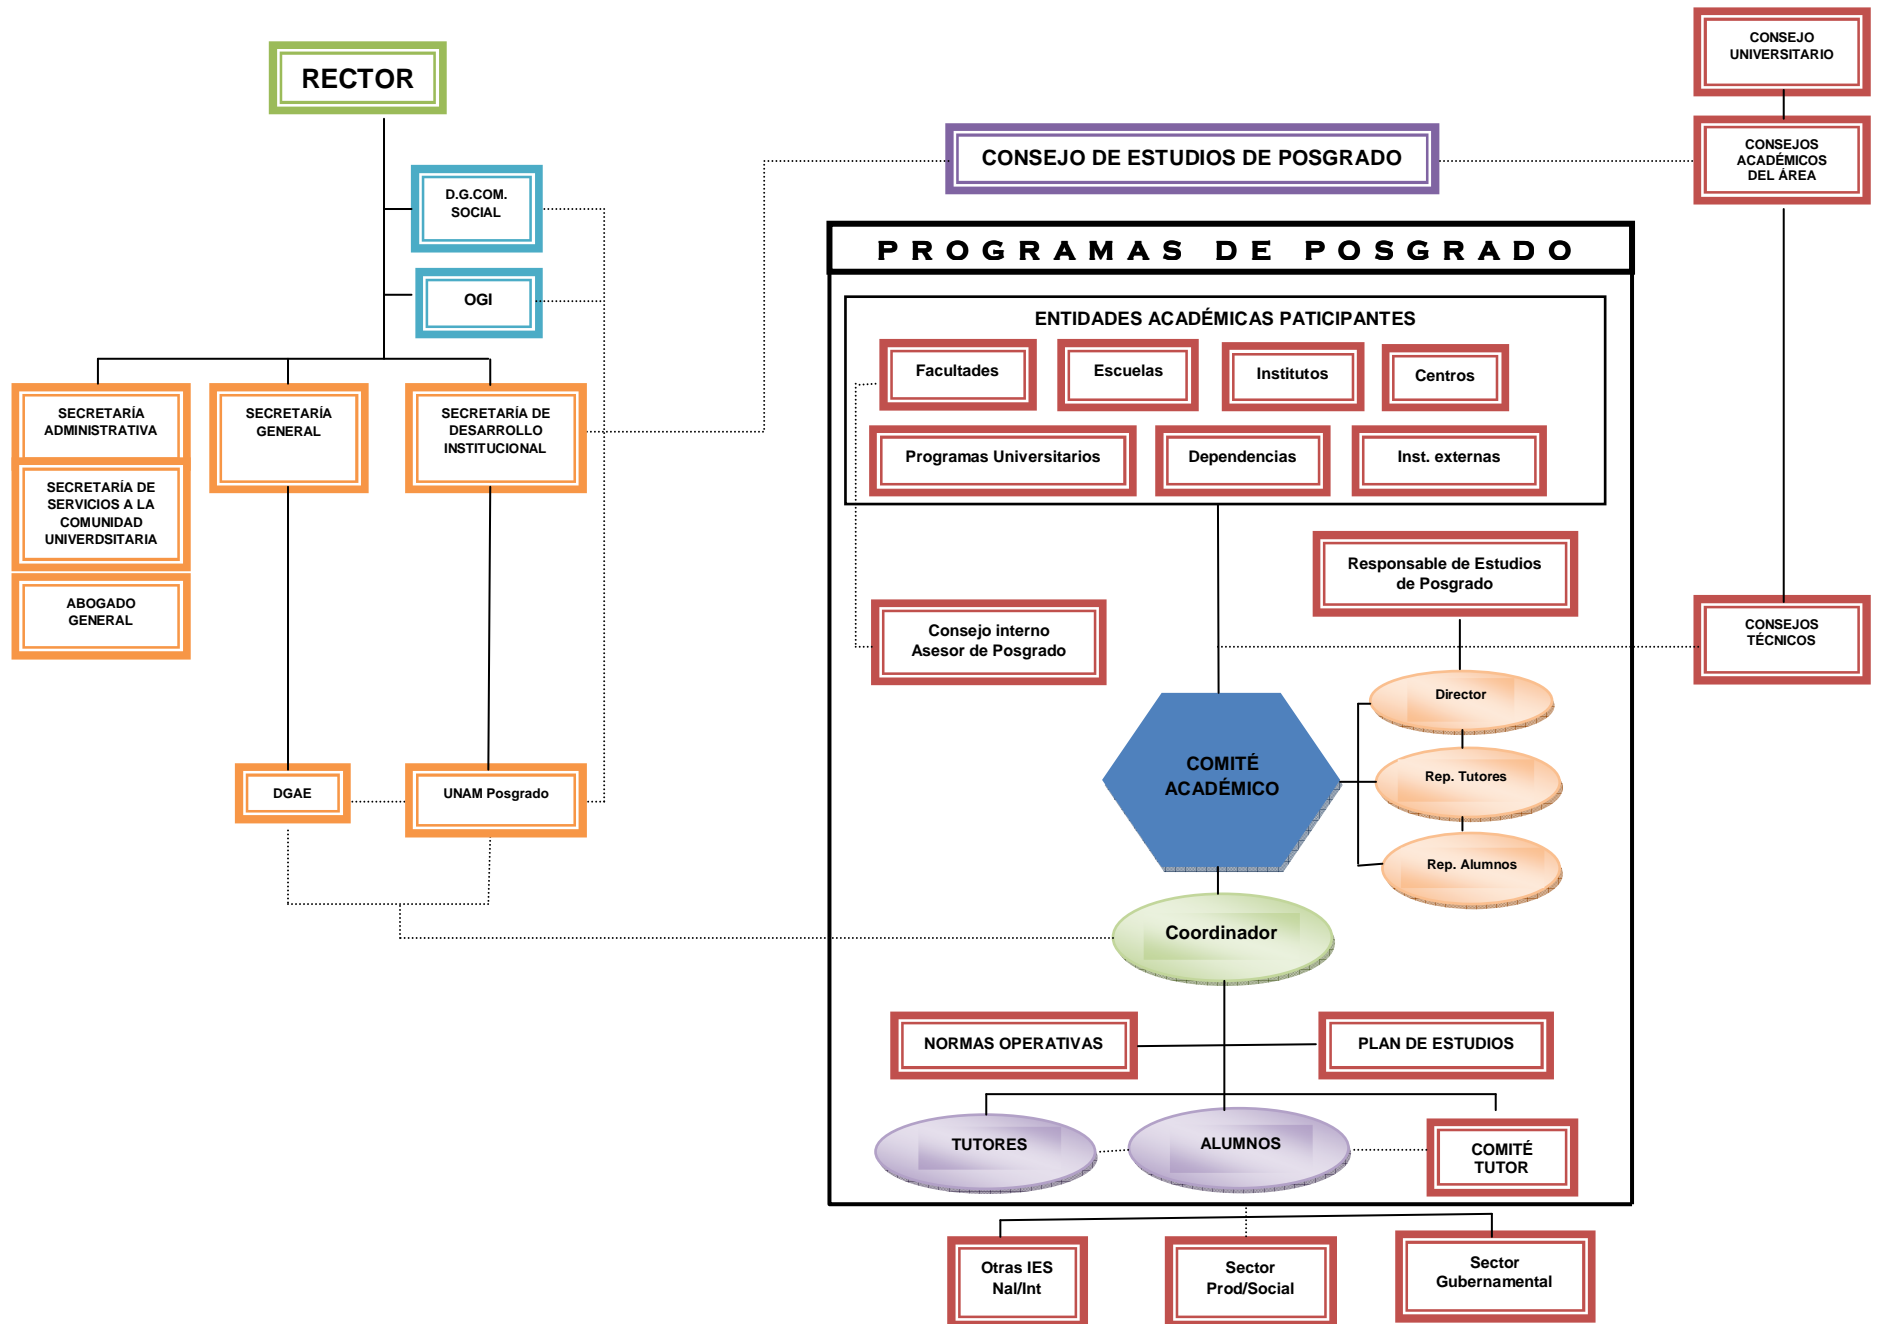 RECTOR
CONSEJO
UNIVERSITARIO
D.G.COM.
SOCIAL
CONSEJO DE ESTUDIOS DE POSGRADO
CONSEJOS
ACADÉMICOS
DEL ÁREA
OGI
PROGRAMAS DE POSGRADO
ENTIDADES ACADÉMICAS PATICIPANTES
Facultades
Escuelas
Institutos
Centros
Programas Universitarios
Dependencias
Inst. externas
SECRETARÍA
ADMINISTRATIVA
SECRETARÍA
GENERAL
SECRETARÍA DE
DESARROLLO
INSTITUCIONAL
SECRETARÍA DE
SERVICIOS A LA
COMUNIDAD
UNIVERDSITARIA
ABOGADO
GENERAL
Responsable de Estudios
de Posgrado
Consejo interno
Asesor de Posgrado
CONSEJOS
TÉCNICOS
Director
COMITÉ
ACADÉMICO
Rep. Tutores
Rep. Alumnos
DGAE
UNAM Posgrado
Coordinador
NORMAS OPERATIVAS
PLAN DE ESTUDIOS
TUTORES
ALUMNOS
COMITÉ
TUTOR
Otras IES
Nal/Int
Sector
Prod/Social
Sector
Gubernamental